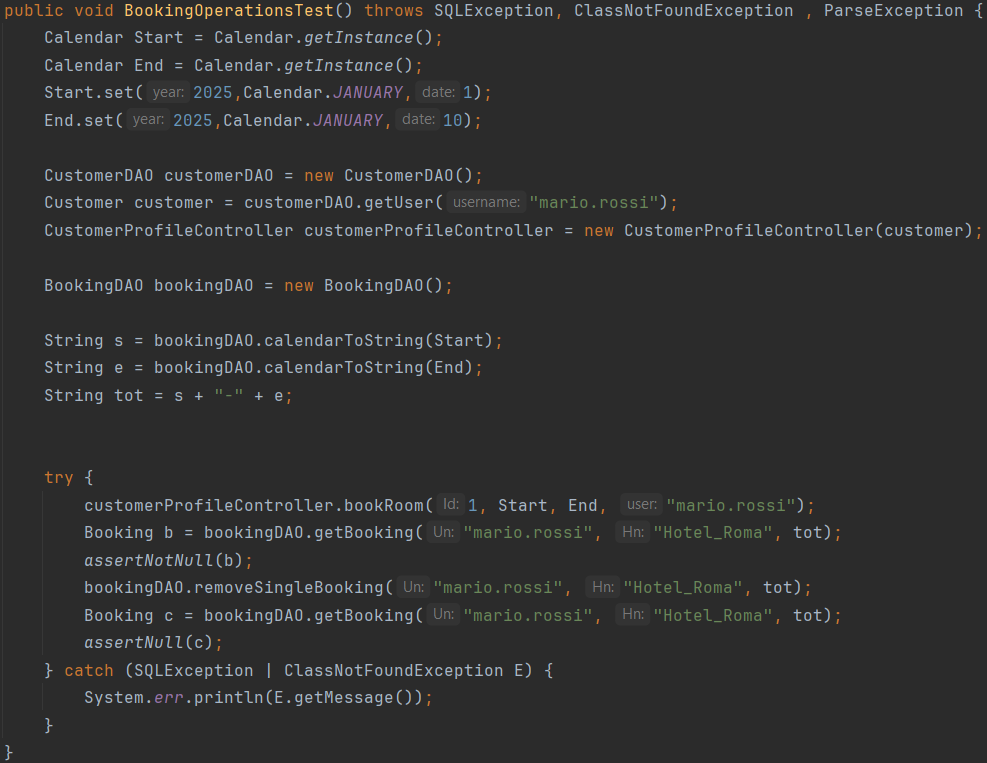 public void BookingOperationsTest() throws SQLException, ClassNotFoundException , ParseException {
    Calendar Start = Calendar.getInstance();
    Calendar End = Calendar.getInstance();
    Start.set( year: 2025,Calendar.JANUARY, date: 1);
    End.set( year: 2025,Calendar.JANUARY, date: 10);

    CustomerDAO customerDAO = new CustomerDAO();
    Customer customer = customerDAO.getUser( username: "mario.rossi");
    CustomerProfileController customerProfileController = new CustomerProfileController(customer);

    BookingDAO bookingDAO = new BookingDAO();

    String s = bookingDAO.calendarToString(Start);
    String e = bookingDAO.calendarToString(End);
    String tot = s + "-" + e;


    try {
        customerProfileController.bookRoom( Id: 1, Start, End, user: "mario.rossi");
        Booking b = bookingDAO.getBooking( Un: "mario.rossi", Hn: "Hotel_Roma", tot);
        assertNotNull(b);
        bookingDAO.removeSingleBooking( Un: "mario.rossi", Hn: "Hotel_Roma", tot);
        Booking c = bookingDAO.getBooking( Un: "mario.rossi", Hn: "Hotel_Roma", tot);
        assertNull(c);
    } catch (SQLException | ClassNotFoundException E) {
        System.err.println(E.getMessage());
    }
}